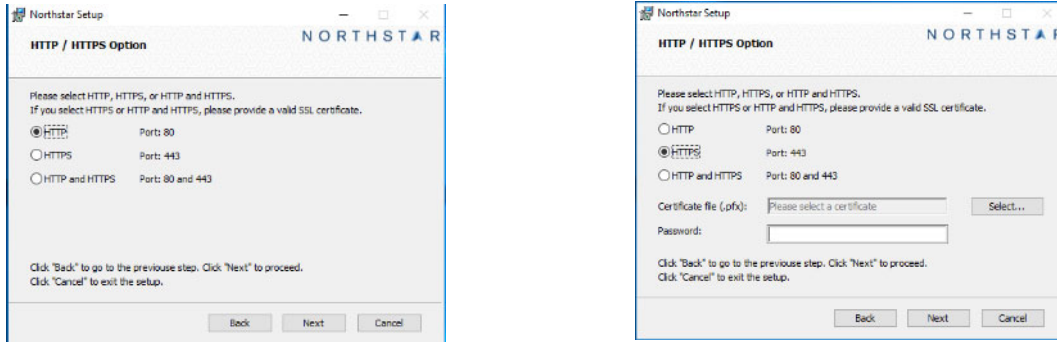 Northstar Setup
HTTP / HTTPS Option
NORTHSTAR
Please select HTTP, HTTPS, or HTTP and HTTPS.
If you select HTTPS or HTTP and HTTPS, please provide a valid SSL certificate.
HTTP Port: 80
HTTPS Port: 443
HTTP and HTTPS Port: 80 and 443
Click "Back" to go to the previouse step. Click "Next" to proceed.
Click "Cancel" to exit the setup.
Back Next Cancel
Northstar Setup
HTTP / HTTPS Option
NORTHSTAR
Please select HTTP, HTTPS, or HTTP and HTTPS.
If you select HTTPS or HTTP and HTTPS, please provide a valid SSL certificate.
HTTP Port: 80
HTTPS Port: 443
HTTP and HTTPS Port: 80 and 443
Certificate file (.pfx): Please select a certificate Select...
Password:
Click "Back" to go to the previouse step. Click "Next" to proceed.
Click "Cancel" to exit the setup.
Back Next Cancel